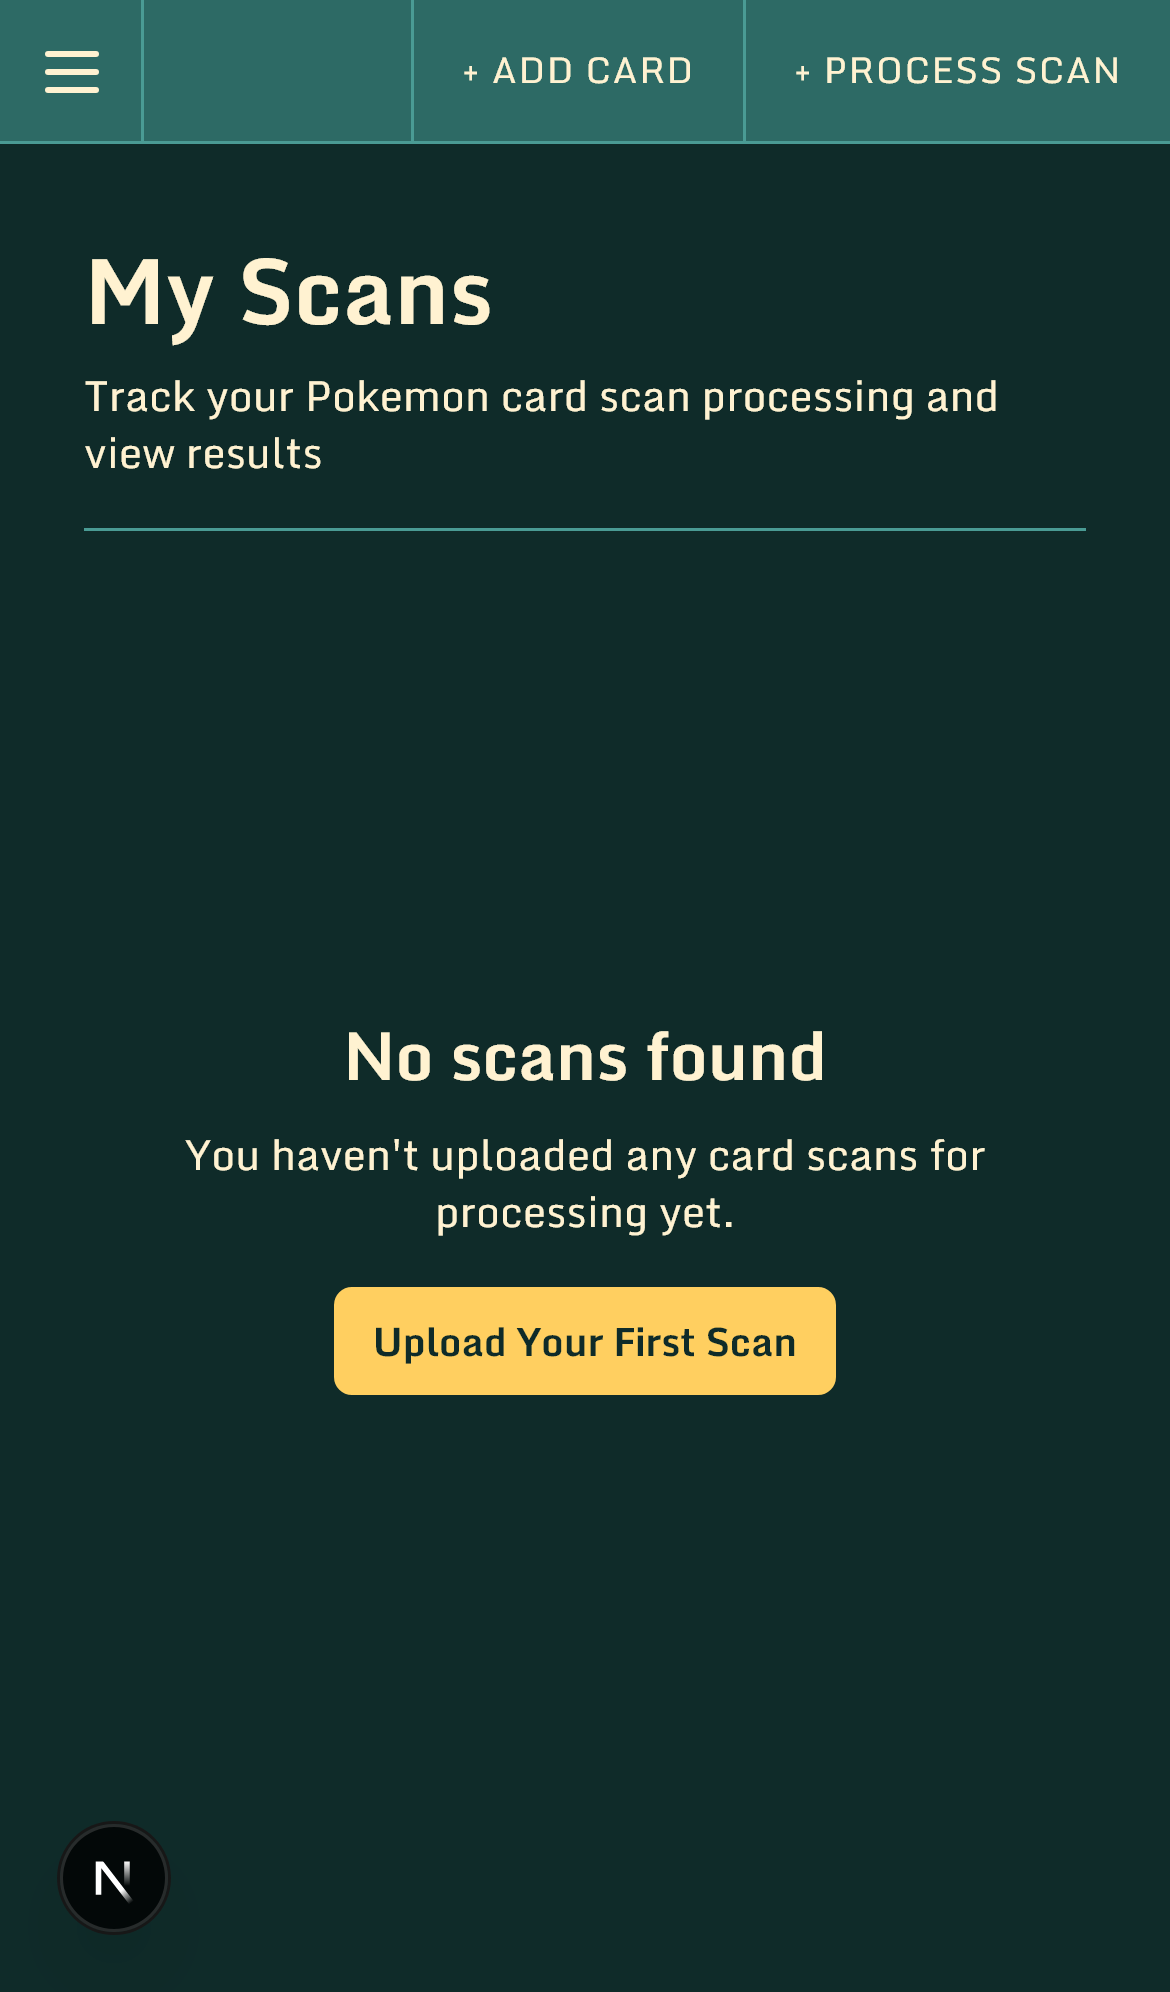 + ADD CARD
+ PROCESS SCAN
My Scans
Track your Pokemon card scan processing and
view results
No scans found
You haven't uploaded any card scans for
processing yet.
Upload Your First Scan
N